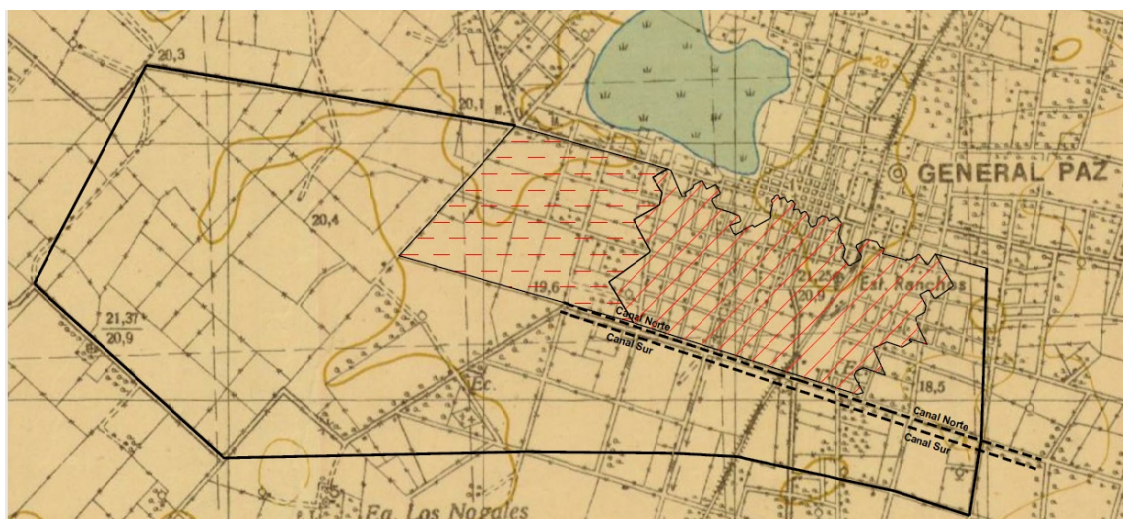 20,3
20,1
20
GENERAL PAZ
20,4
21,25
20,9
Est. Ranchos
19,6
21,37
20,9
Canal Norte
Canal Sur
Ec.
18,5
Canal Norte
Canal Sur
Ea. Los Nogales